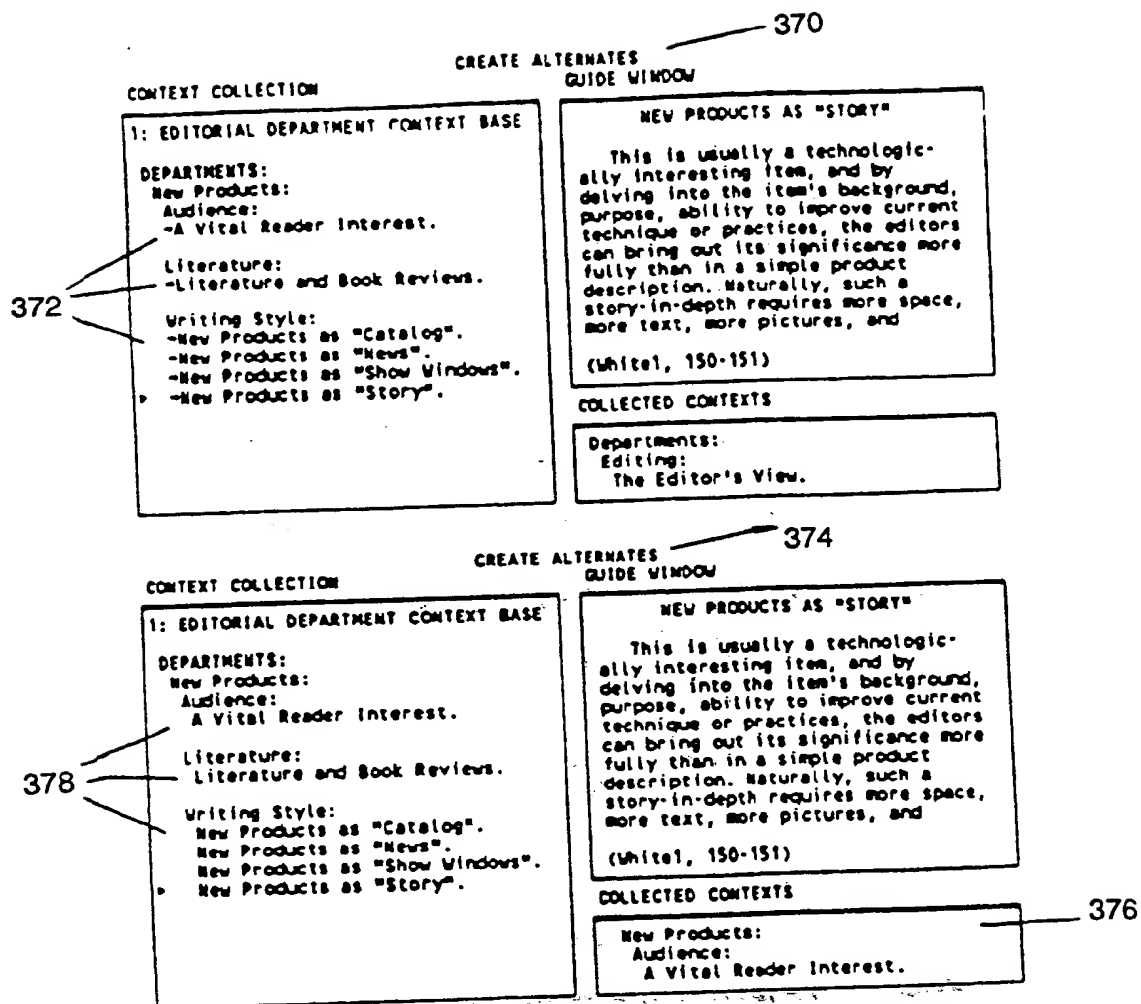 370
CREATE ALTERNATES
CONTEXT COLLECTION
GUIDE WINDOW
1: EDITORIAL DEPARTMENT CONTEXT BASE
DEPARTMENTS:
New Products:
Audience:
→A Vital Reader Interest.
Literature:
→Literature and Book Reviews.
372
Writing Style:
→New Products as "Catalog".
→New Products as "News".
→New Products as "Show Windows".
▸ →New Products as "Story".
NEW PRODUCTS AS "STORY"
This is usually a technologic-
ally interesting item, and by
delving into the item's background,
purpose, ability to improve current
technique or practices, the editors
can bring out its significance more
fully than in a simple product
description. Naturally, such a
story-in-depth requires more space,
more text, more pictures, and
(White1, 150-151)
COLLECTED CONTEXTS
Departments:
Editing:
The Editor's View.
374
CREATE ALTERNATES
CONTEXT COLLECTION
GUIDE WINDOW
1: EDITORIAL DEPARTMENT CONTEXT BASE
DEPARTMENTS:
New Products:
Audience:
A Vital Reader Interest.
Literature:
Literature and Book Reviews.
378
Writing Style:
New Products as "Catalog".
New Products as "News".
New Products as "Show Windows".
▸ New Products as "Story".
NEW PRODUCTS AS "STORY"
This is usually a technologic-
ally interesting item, and by
delving into the item's background,
purpose, ability to improve current
technique or practices, the editors
can bring out its significance more
fully than in a simple product
description. Naturally, such a
story-in-depth requires more space,
more text, more pictures, and
(White1, 150-151)
COLLECTED CONTEXTS
376
New Products:
Audience:
A Vital Reader Interest.